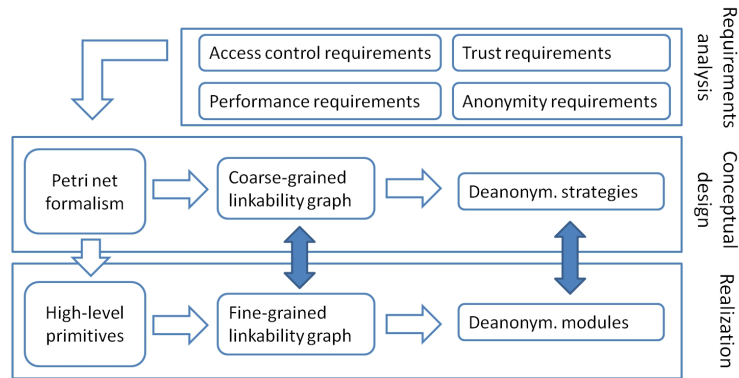 Access control requirements
Trust requirements
Performance requirements
Anonymity requirements
Requirements
analysis
Petri net
formalism
Coarse-grained
linkability graph
Deanonym. strategies
Conceptual
design
High-level
primitives
Fine-grained
linkability graph
Deanonym. modules
Realization